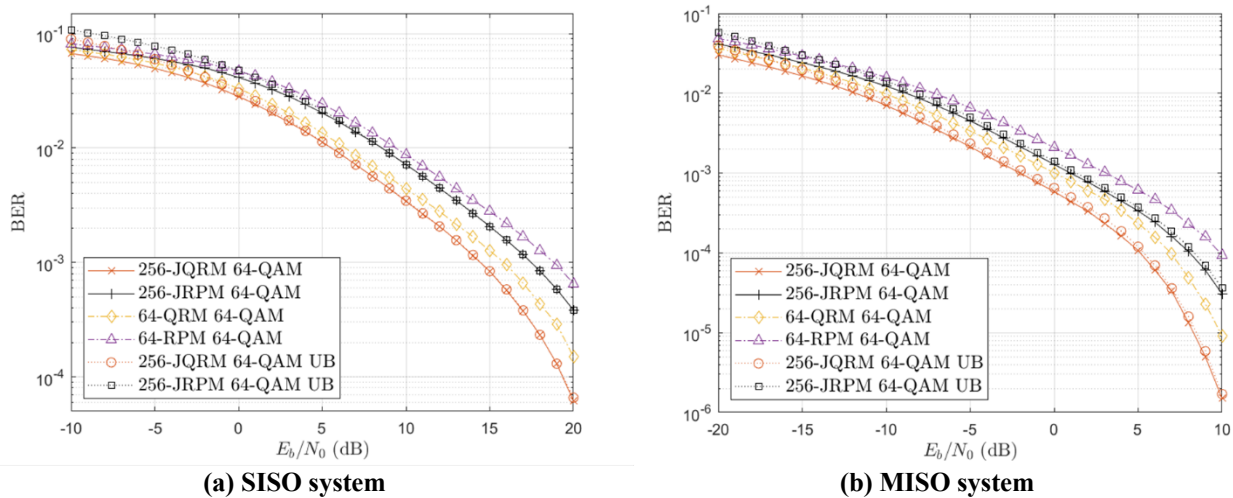 10^{-1}
10^{-2}
10^{-3}
10^{-4}
BER
256-JQRM 64-QAM
256-JRPM 64-QAM
64-QRM 64-QAM
64-RPM 64-QAM
256-JQRM 64-QAM UB
256-JRPM 64-QAM UB
-10 -5 0 5 10 15 20
E_b/N_0 (dB)
(a) SISO system
10^{-1}
10^{-2}
10^{-3}
10^{-4}
10^{-5}
10^{-6}
BER
256-JQRM 64-QAM
256-JRPM 64-QAM
64-QRM 64-QAM
64-RPM 64-QAM
256-JQRM 64-QAM UB
256-JRPM 64-QAM UB
-20 -15 -10 -5 0 5 10
E_b/N_0 (dB)
(b) MISO system